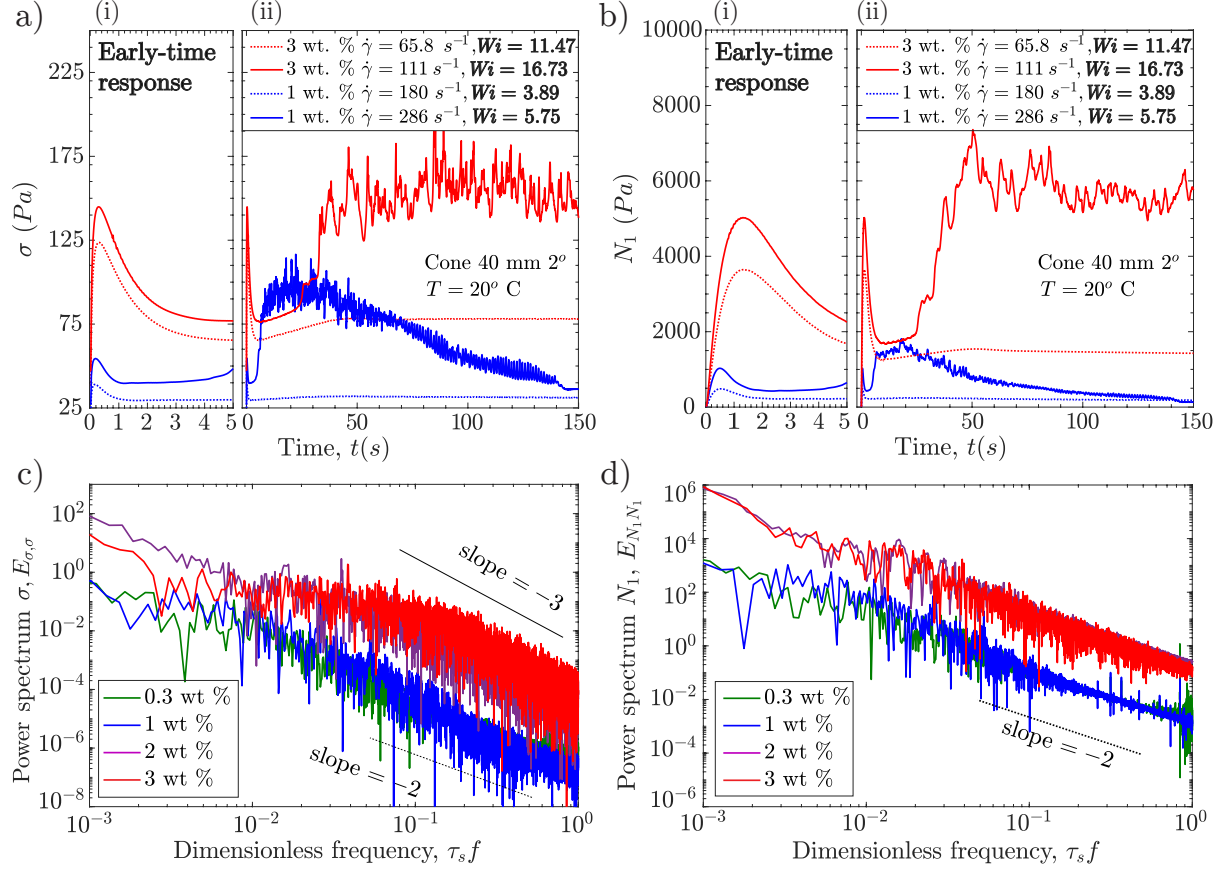 a)
(i)
(ii)
Early-time
response
3 wt. % γ̇ = 65.8 s⁻¹, Wi = 11.47
3 wt. % γ̇ = 111 s⁻¹, Wi = 16.73
1 wt. % γ̇ = 180 s⁻¹, Wi = 3.89
1 wt. % γ̇ = 286 s⁻¹, Wi = 5.75
225
175
125
75
25
σ (Pa)
Cone 40 mm 2°
T = 20° C
0 1 2 3 4 5
50 100 150
Time, t(s)
b)
(i)
(ii)
Early-time
response
3 wt. % γ̇ = 65.8 s⁻¹, Wi = 11.47
3 wt. % γ̇ = 111 s⁻¹, Wi = 16.73
1 wt. % γ̇ = 180 s⁻¹, Wi = 3.89
1 wt. % γ̇ = 286 s⁻¹, Wi = 5.75
10000
8000
6000
4000
2000
0
N₁ (Pa)
Cone 40 mm 2°
T = 20° C
0 1 2 3 4 5
50 100 150
Time, t(s)
c)
10²
10⁰
10⁻²
10⁻⁴
10⁻⁶
10⁻⁸
Power spectrum σ, E_σ,σ
slope = −3
slope = −2
0.3 wt %
1 wt %
2 wt %
3 wt %
10⁻³ 10⁻² 10⁻¹ 10⁰
Dimensionless frequency, τₛf
d)
10⁶
10⁴
10²
10⁰
10⁻²
10⁻⁴
10⁻⁶
Power spectrum N₁, E_N₁N₁
slope = −2
0.3 wt %
1 wt %
2 wt %
3 wt %
10⁻³ 10⁻² 10⁻¹ 10⁰
Dimensionless frequency, τₛf